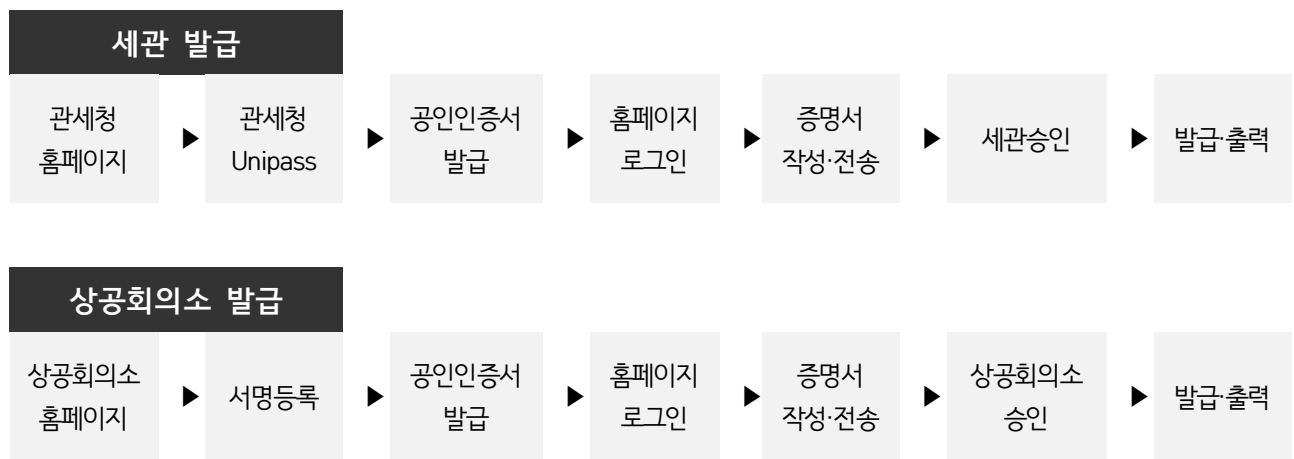 세관 발급
관세청
홈페이지
▶
관세청
Unipass
▶
공인인증서
발급
▶
홈페이지
로그인
▶
증명서
작성·전송
▶
세관승인
▶
발급·출력
상공회의소 발급
상공회의소
홈페이지
▶
서명등록
▶
공인인증서
발급
▶
홈페이지
로그인
▶
증명서
작성·전송
▶
상공회의소
승인
▶
발급·출력